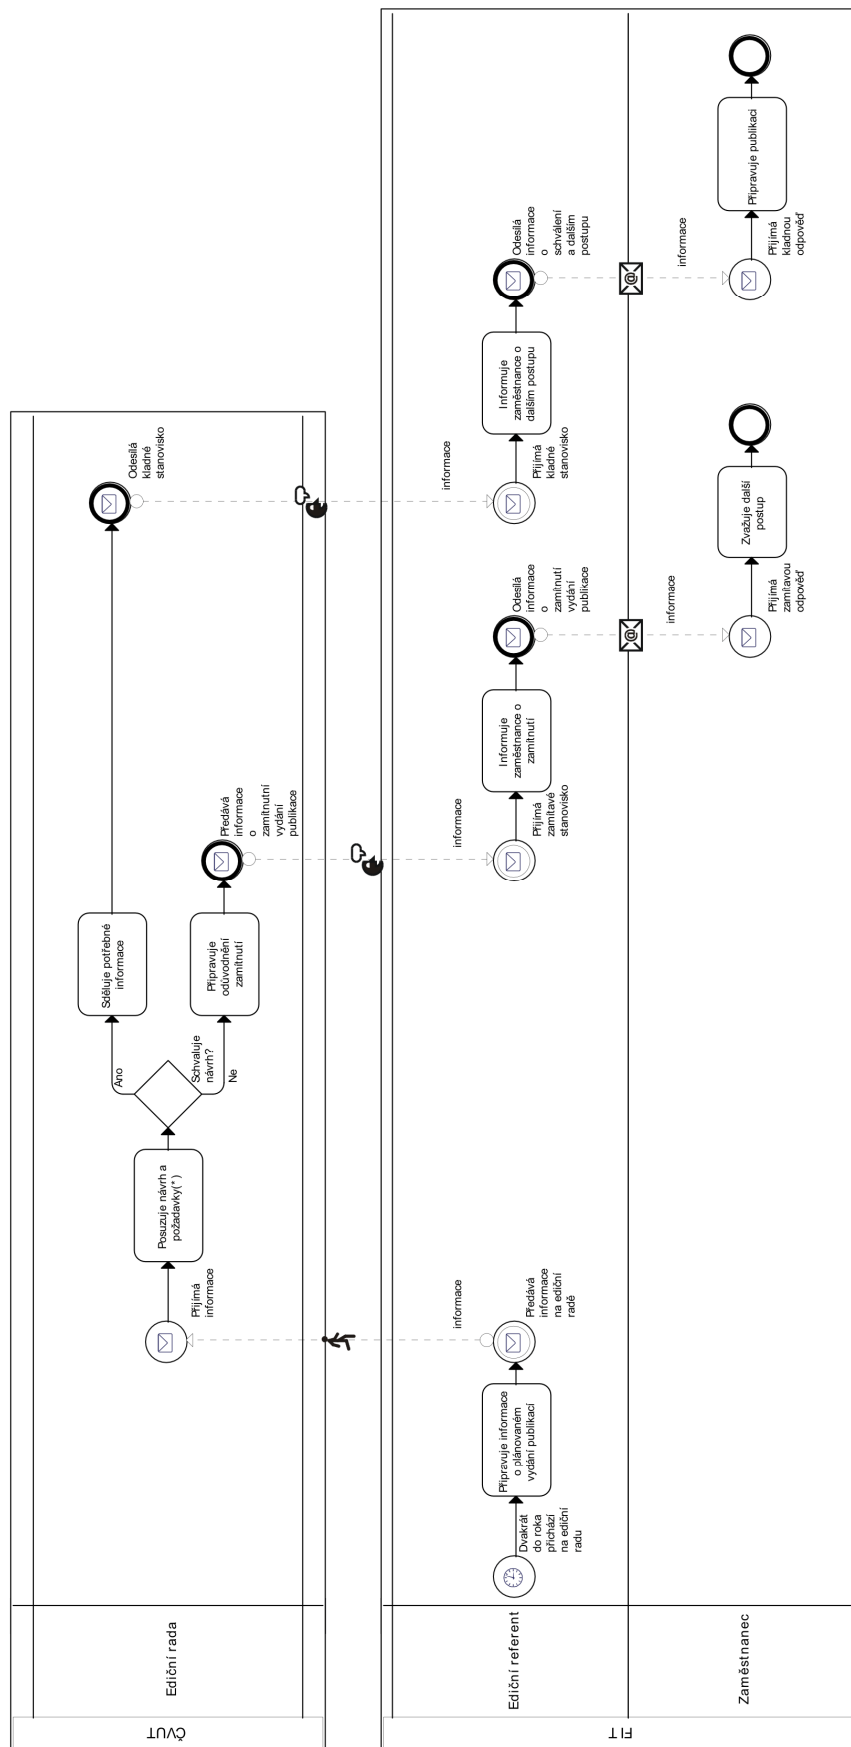 ČVUT
Ediční rada
Přijímá
informace
Posuzuje návrh a
požadavky(*)
Schvaluje
návrh?
Ano
Ne
Sděluje potřebné
informace
Připravuje
odůvodnění
zamítnutí
Předává
informace
o zamítnutní
vydání
publikace
Odesílá
kladné
stanovisko
FIT
Ediční referent
Dvakrát
do roka
přichází
na ediční
radu
Připravuje informace
o plánovaném
vydání publikací
Předává
informace
na ediční
radě
informace
informace
Přijímá
zamítavé
stanovisko
Informuje
zaměstnance o
zamítnutí
Odesílá
informace
o zamítnutí
vydání
publikace
informace
Přijímá
kladné
stanovisko
Informuje
zaměstnance o
dalším postupu
Odesílá
informace
o schválení
a dalším
postupu
@
@
informace
informace
Zaměstnanec
Přijímá
zamítavou
odpověď
Zvažuje další
postup
Přijímá
kladnou
odpověď
Připravuje publikaci